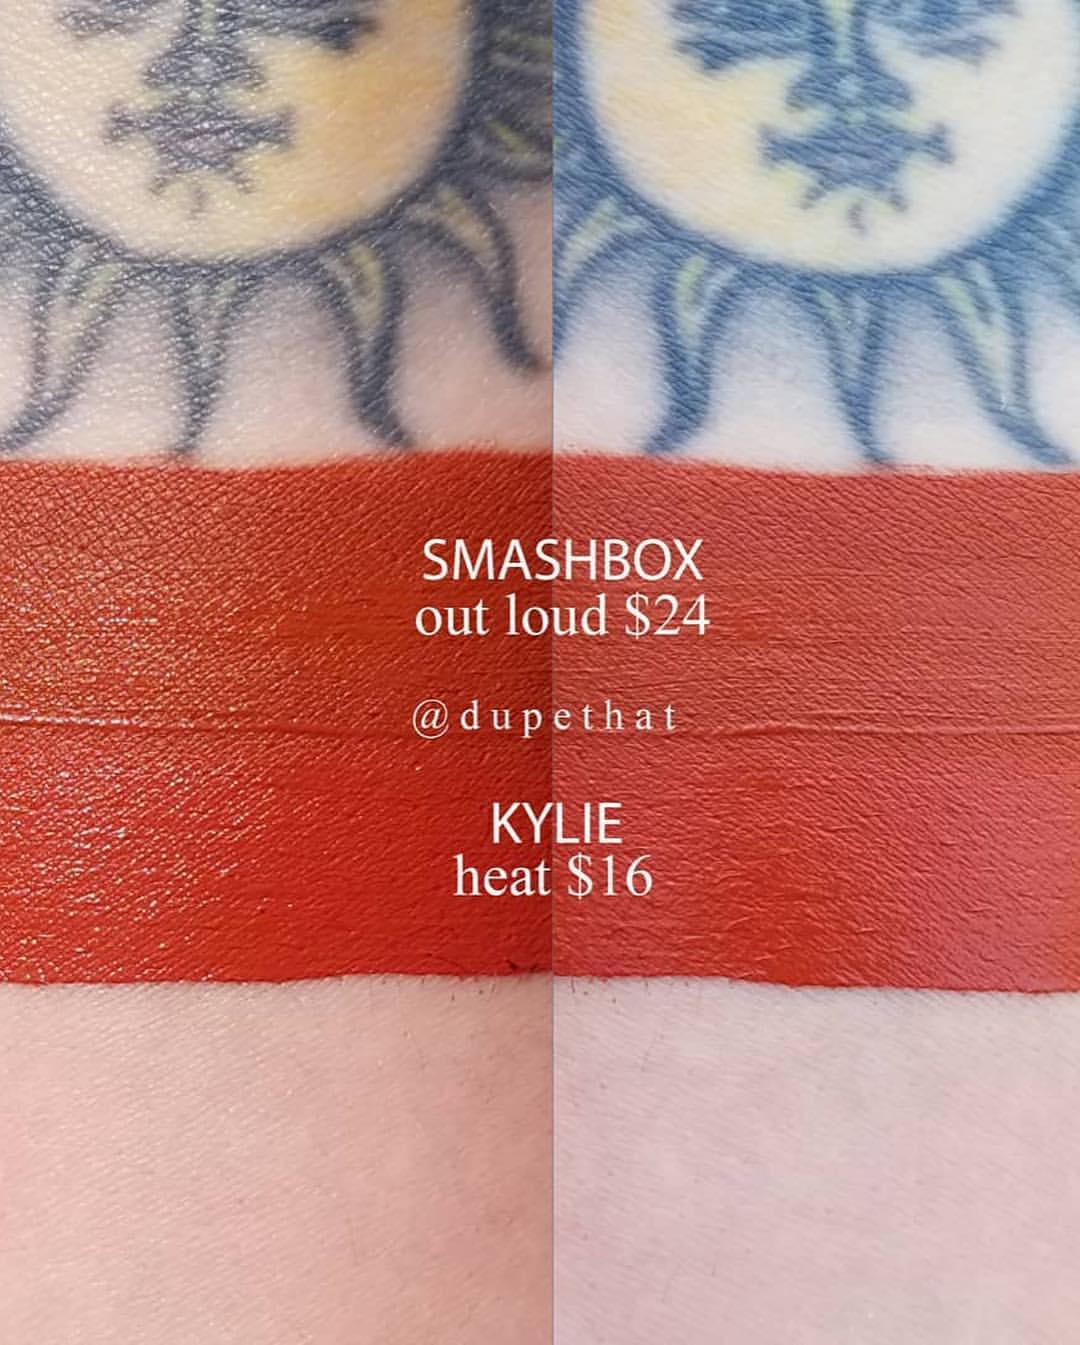 SMASHBOX
out loud $24
@dupethat
KYLIE
heat $16